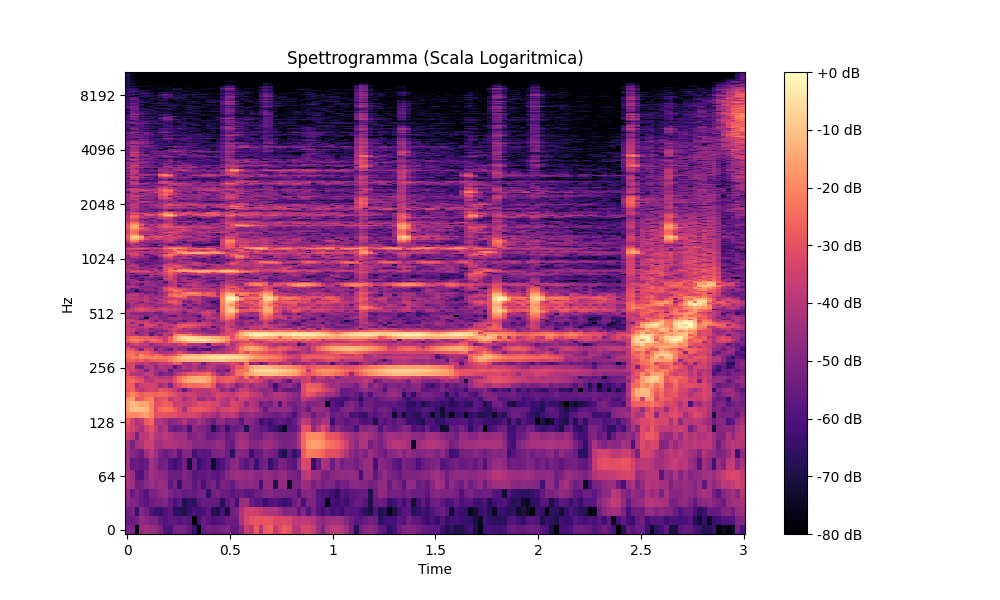 Spettrogramma (Scala Logaritmica)
Hz
8192
4096
2048
1024
512
256
128
64
0
0
0.5
1
1.5
2
2.5
3
Time
+0 dB
-10 dB
-20 dB
-30 dB
-40 dB
-50 dB
-60 dB
-70 dB
-80 dB